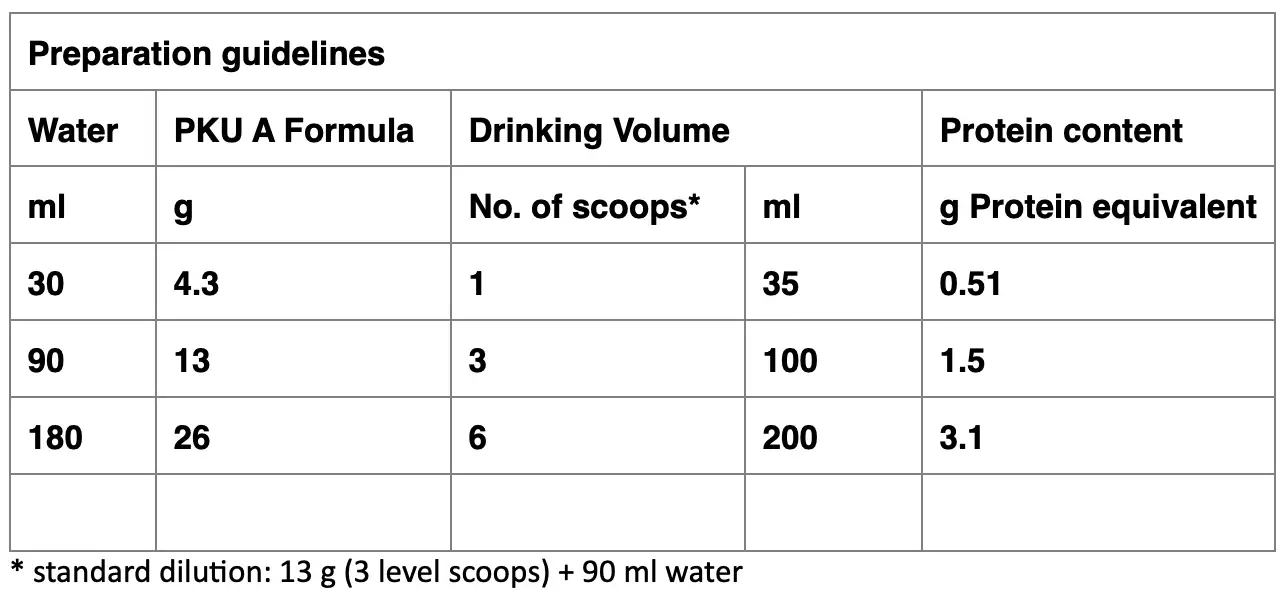 Preparation guidelines
Water PKU A Formula Drinking Volume Protein content
ml g No. of scoops* ml g Protein equivalent
30 4.3 1 35 0.51
90 13 3 100 1.5
180 26 6 200 3.1
* standard dilution: 13 g (3 level scoops) + 90 ml water